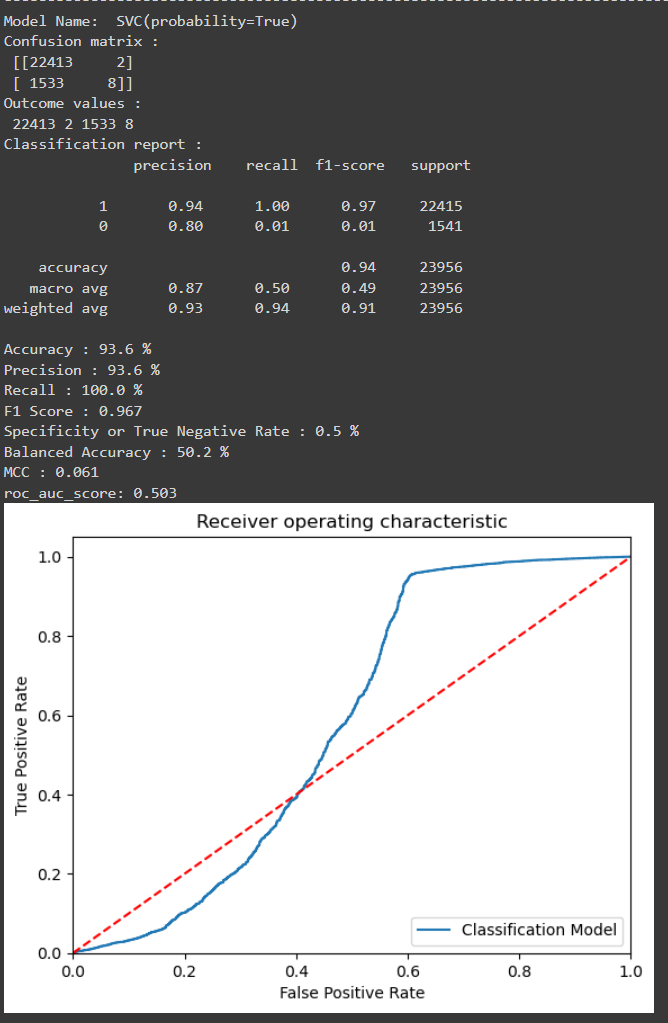 Model Name:  SVC(probability=True)
Confusion matrix :
 [[22413     2]
 [ 1533     8]]
Outcome values :
 22413 2 1533 8
Classification report :
               precision    recall  f1-score   support

           1       0.94      1.00      0.97     22415
           0       0.80      0.01      0.01      1541

    accuracy                           0.94     23956
   macro avg       0.87      0.50      0.49     23956
weighted avg       0.93      0.94      0.91     23956

Accuracy : 93.6 %
Precision : 93.6 %
Recall : 100.0 %
F1 Score : 0.967
Specificity or True Negative Rate : 0.5 %
Balanced Accuracy : 50.2 %
MCC : 0.061
roc_auc_score: 0.503
Receiver operating characteristic
1.0
0.8
0.6
0.4
0.2
0.0
True Positive Rate
Classification Model
0.0 0.2 0.4 0.6 0.8 1.0
False Positive Rate